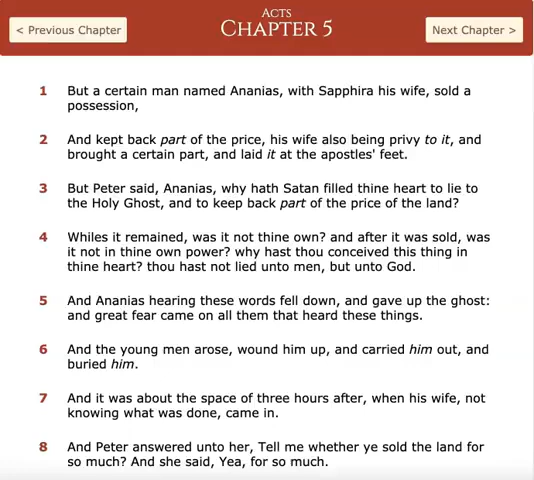 ACTS
< Previous Chapter
CHAPTER 5
Next Chapter >
1 But a certain man named Ananias, with Sapphira his wife, sold a
possession,
2 And kept back part of the price, his wife also being privy to it, and
brought a certain part, and laid it at the apostles' feet.
3 But Peter said, Ananias, why hath Satan filled thine heart to lie to
the Holy Ghost, and to keep back part of the price of the land?
4 Whiles it remained, was it not thine own? and after it was sold, was
it not in thine own power? why hast thou conceived this thing in
thine heart? thou hast not lied unto men, but unto God.
5 And Ananias hearing these words fell down, and gave up the ghost:
and great fear came on all them that heard these things.
6 And the young men arose, wound him up, and carried him out, and
buried him.
7 And it was about the space of three hours after, when his wife, not
knowing what was done, came in.
8 And Peter answered unto her, Tell me whether ye sold the land for
so much? And she said, Yea, for so much.